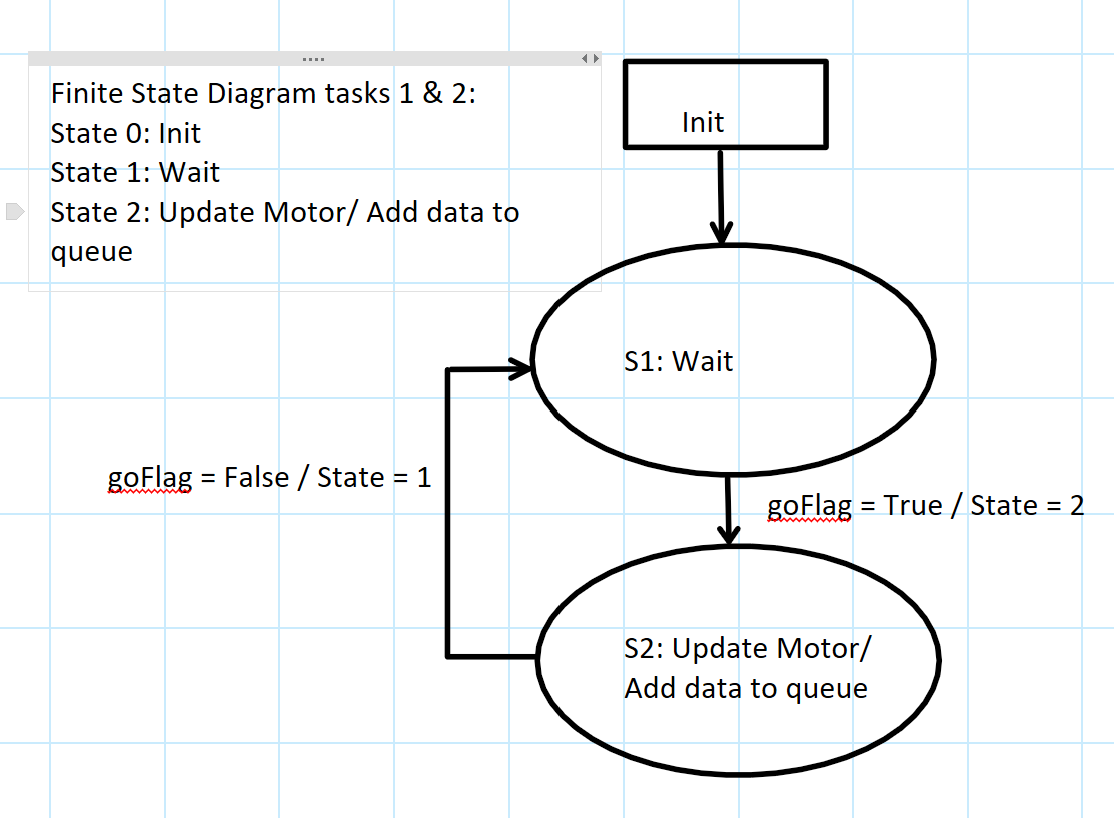 Finite State Diagram tasks 1 & 2:
State 0: Init
State 1: Wait
State 2: Update Motor/ Add data to
queue
Init
S1: Wait
goFlag = False / State = 1
goFlag = True / State = 2
S2: Update Motor/
Add data to queue